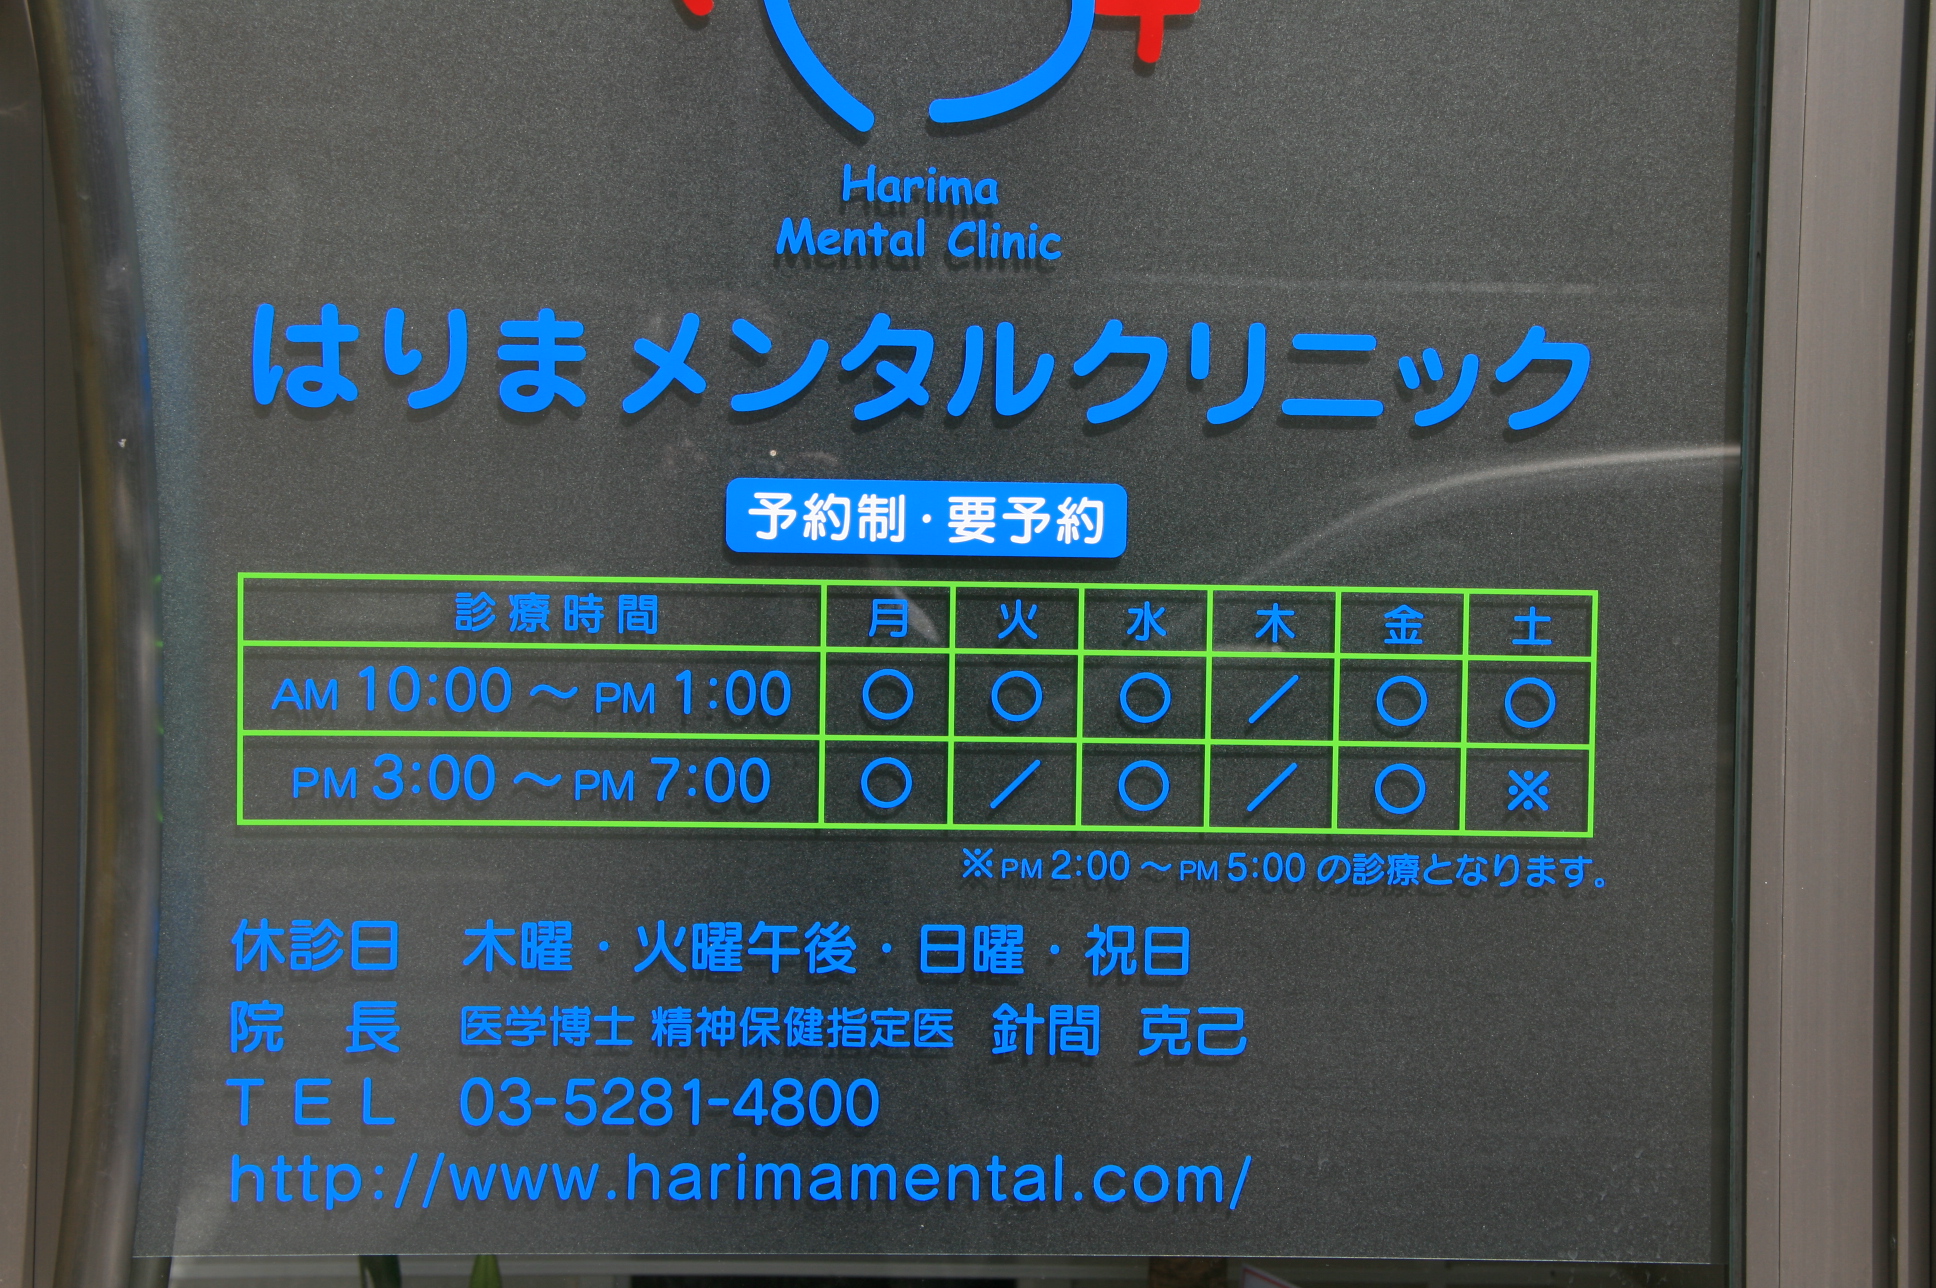 Harima
Mental Clinic
はりまメンタルクリニック
予約制・要予約
診療時間 月 火 水 木 金 土
AM 10:00 〜 PM 1:00 ○ ○ ○ ／ ○ ○
PM 3:00 〜 PM 7:00 ○ ／ ○ ／ ○ ※
※PM 2:00 〜 PM 5:00 の診療となります。
休診日 木曜・火曜午後・日曜・祝日
院 長 医学博士 精神保健指定医 針間 克己
TEL 03-5281-4800
http://www.harimamental.com/